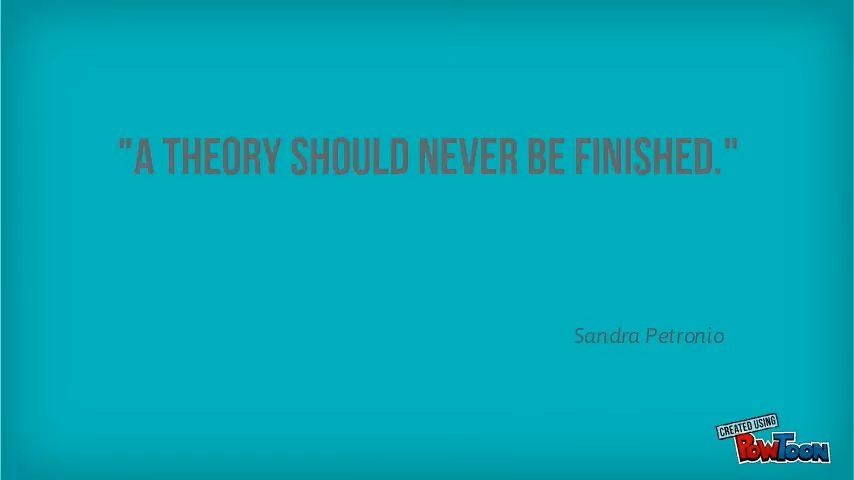 "A THEORY SHOULD NEVER BE FINISHED."
Sandra Petronio
CREATED USING
POWTOON